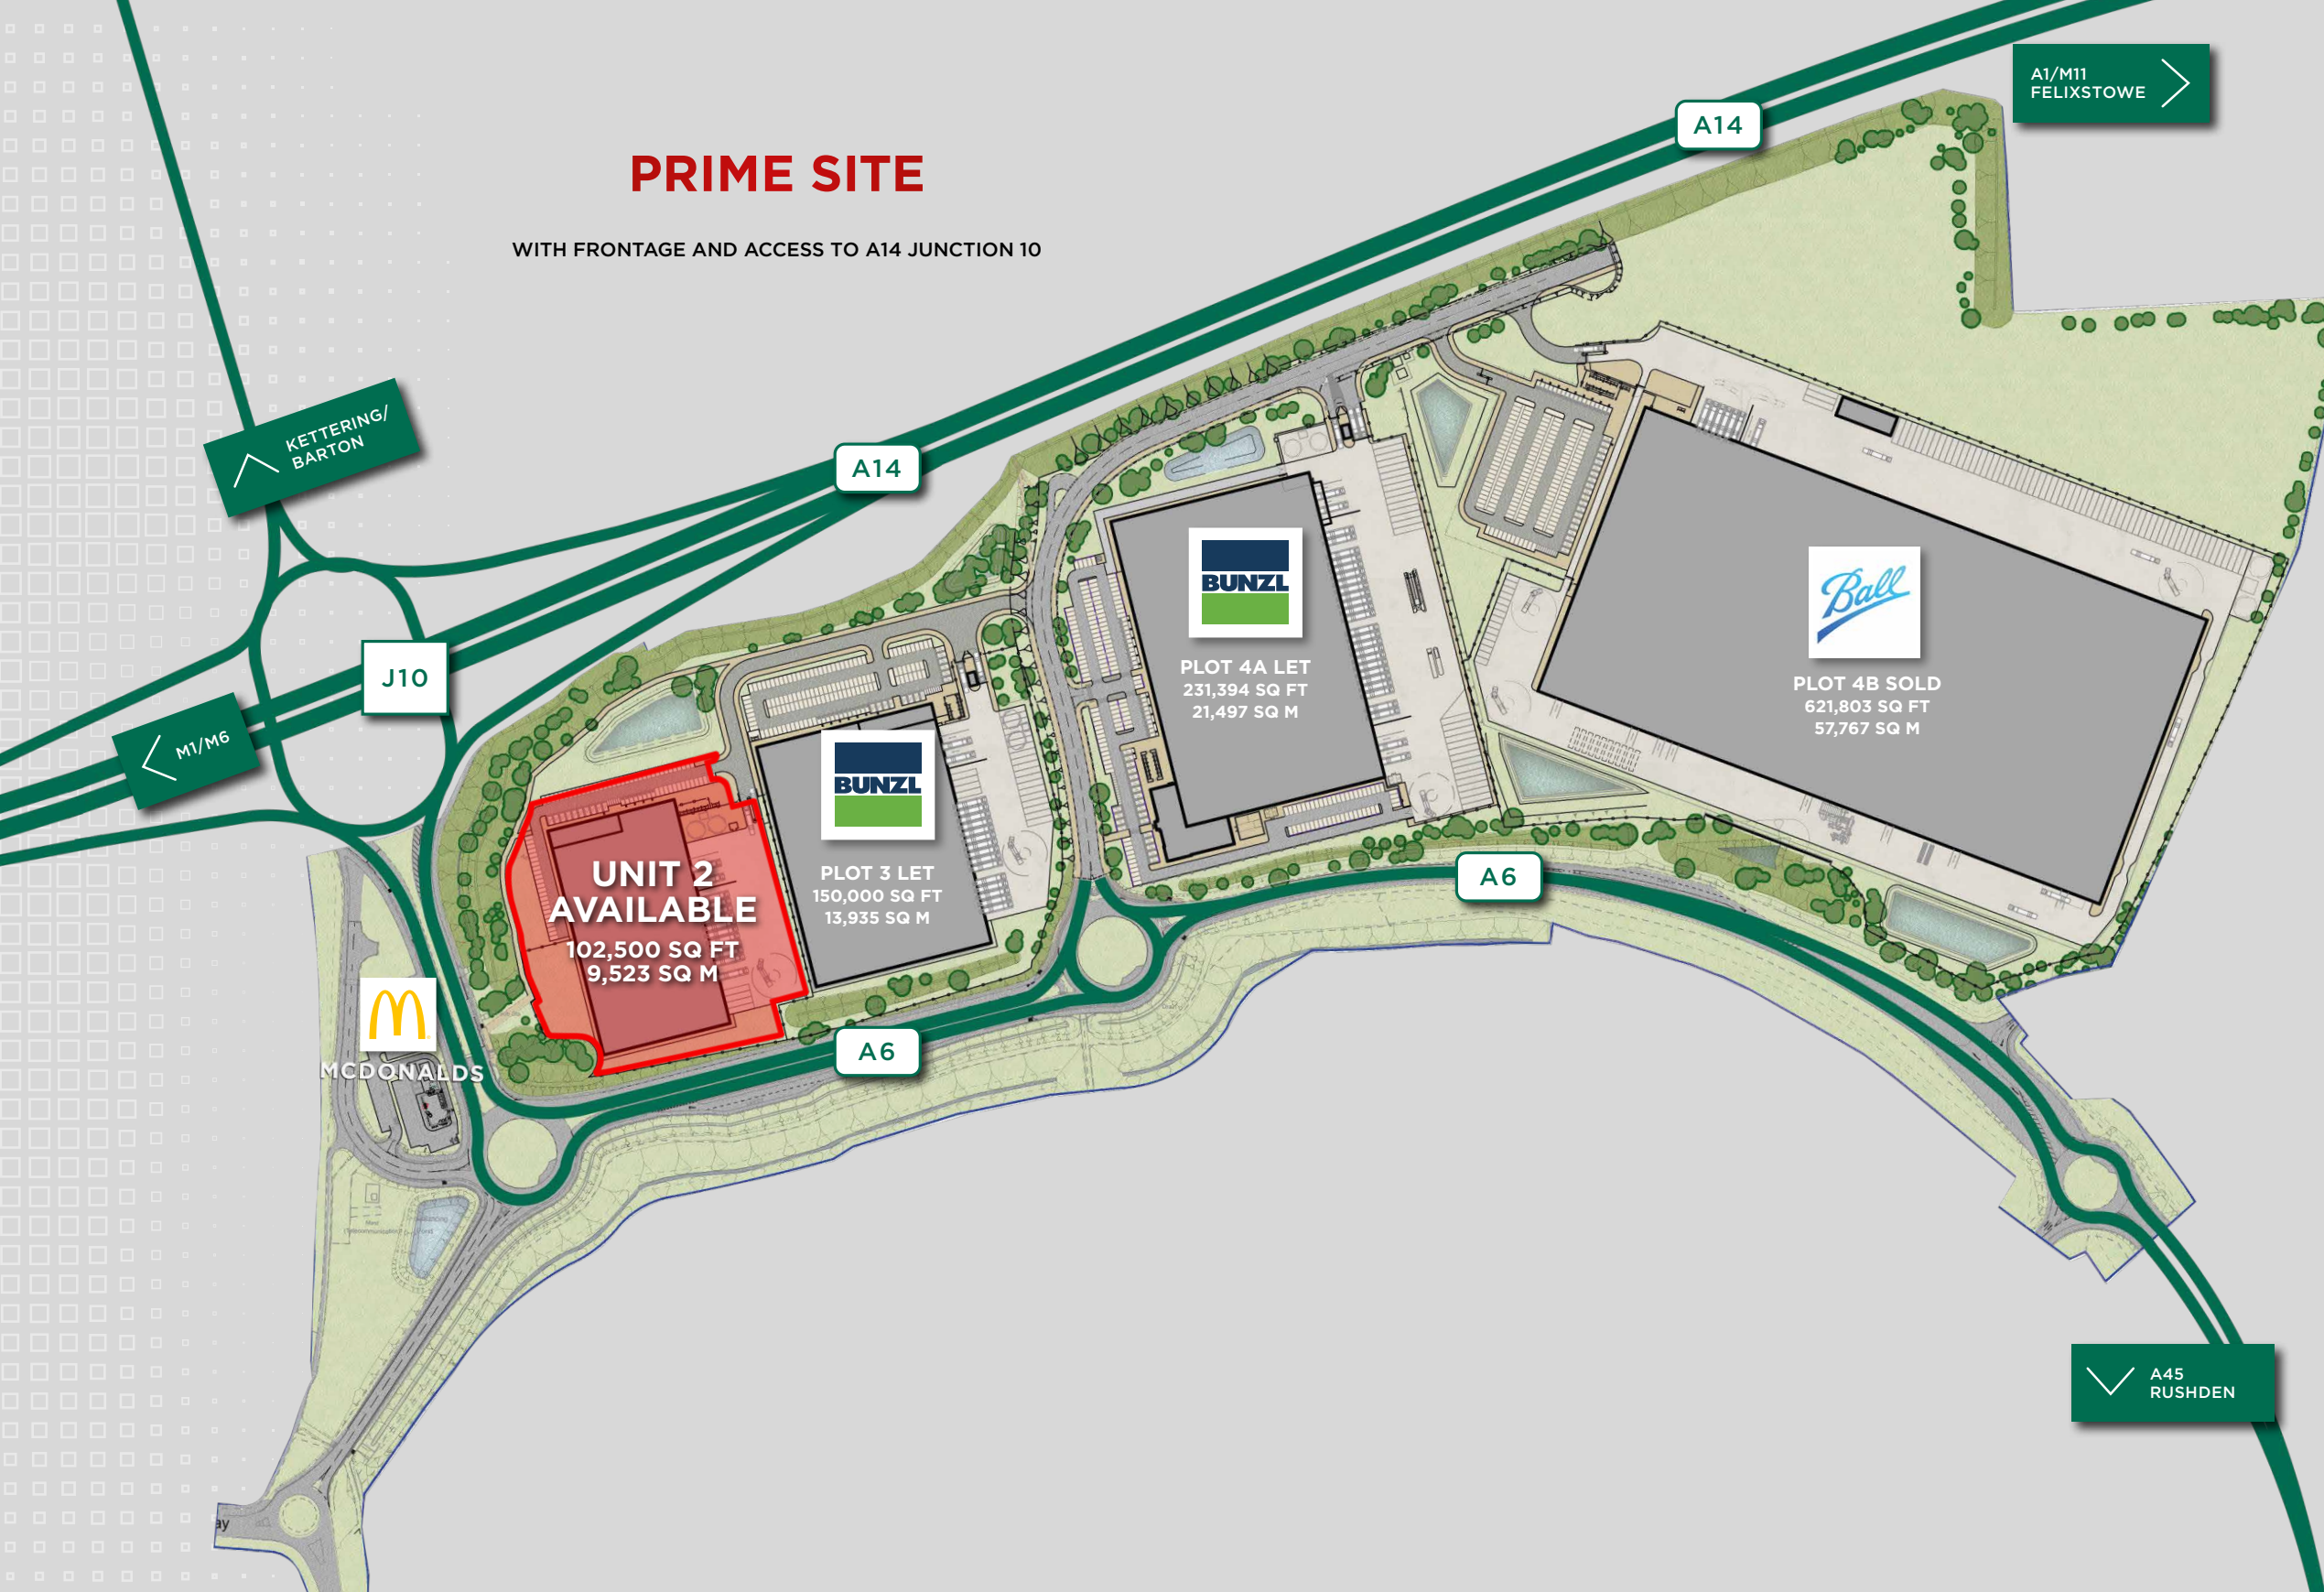 PRIME SITE
WITH FRONTAGE AND ACCESS TO A14 JUNCTION 10
A1/M11
FELIXSTOWE
A14
KETTERING/
BARTON
A14
J10
M1/M6
BUNZL
PLOT 4A LET
231,394 SQ FT
21,497 SQ M
Ball
PLOT 4B SOLD
621,803 SQ FT
57,767 SQ M
BUNZL
PLOT 3 LET
150,000 SQ FT
13,935 SQ M
UNIT 2
AVAILABLE
102,500 SQ FT
9,523 SQ M
A6
A6
MCDONALDS
A45
RUSHDEN
ay